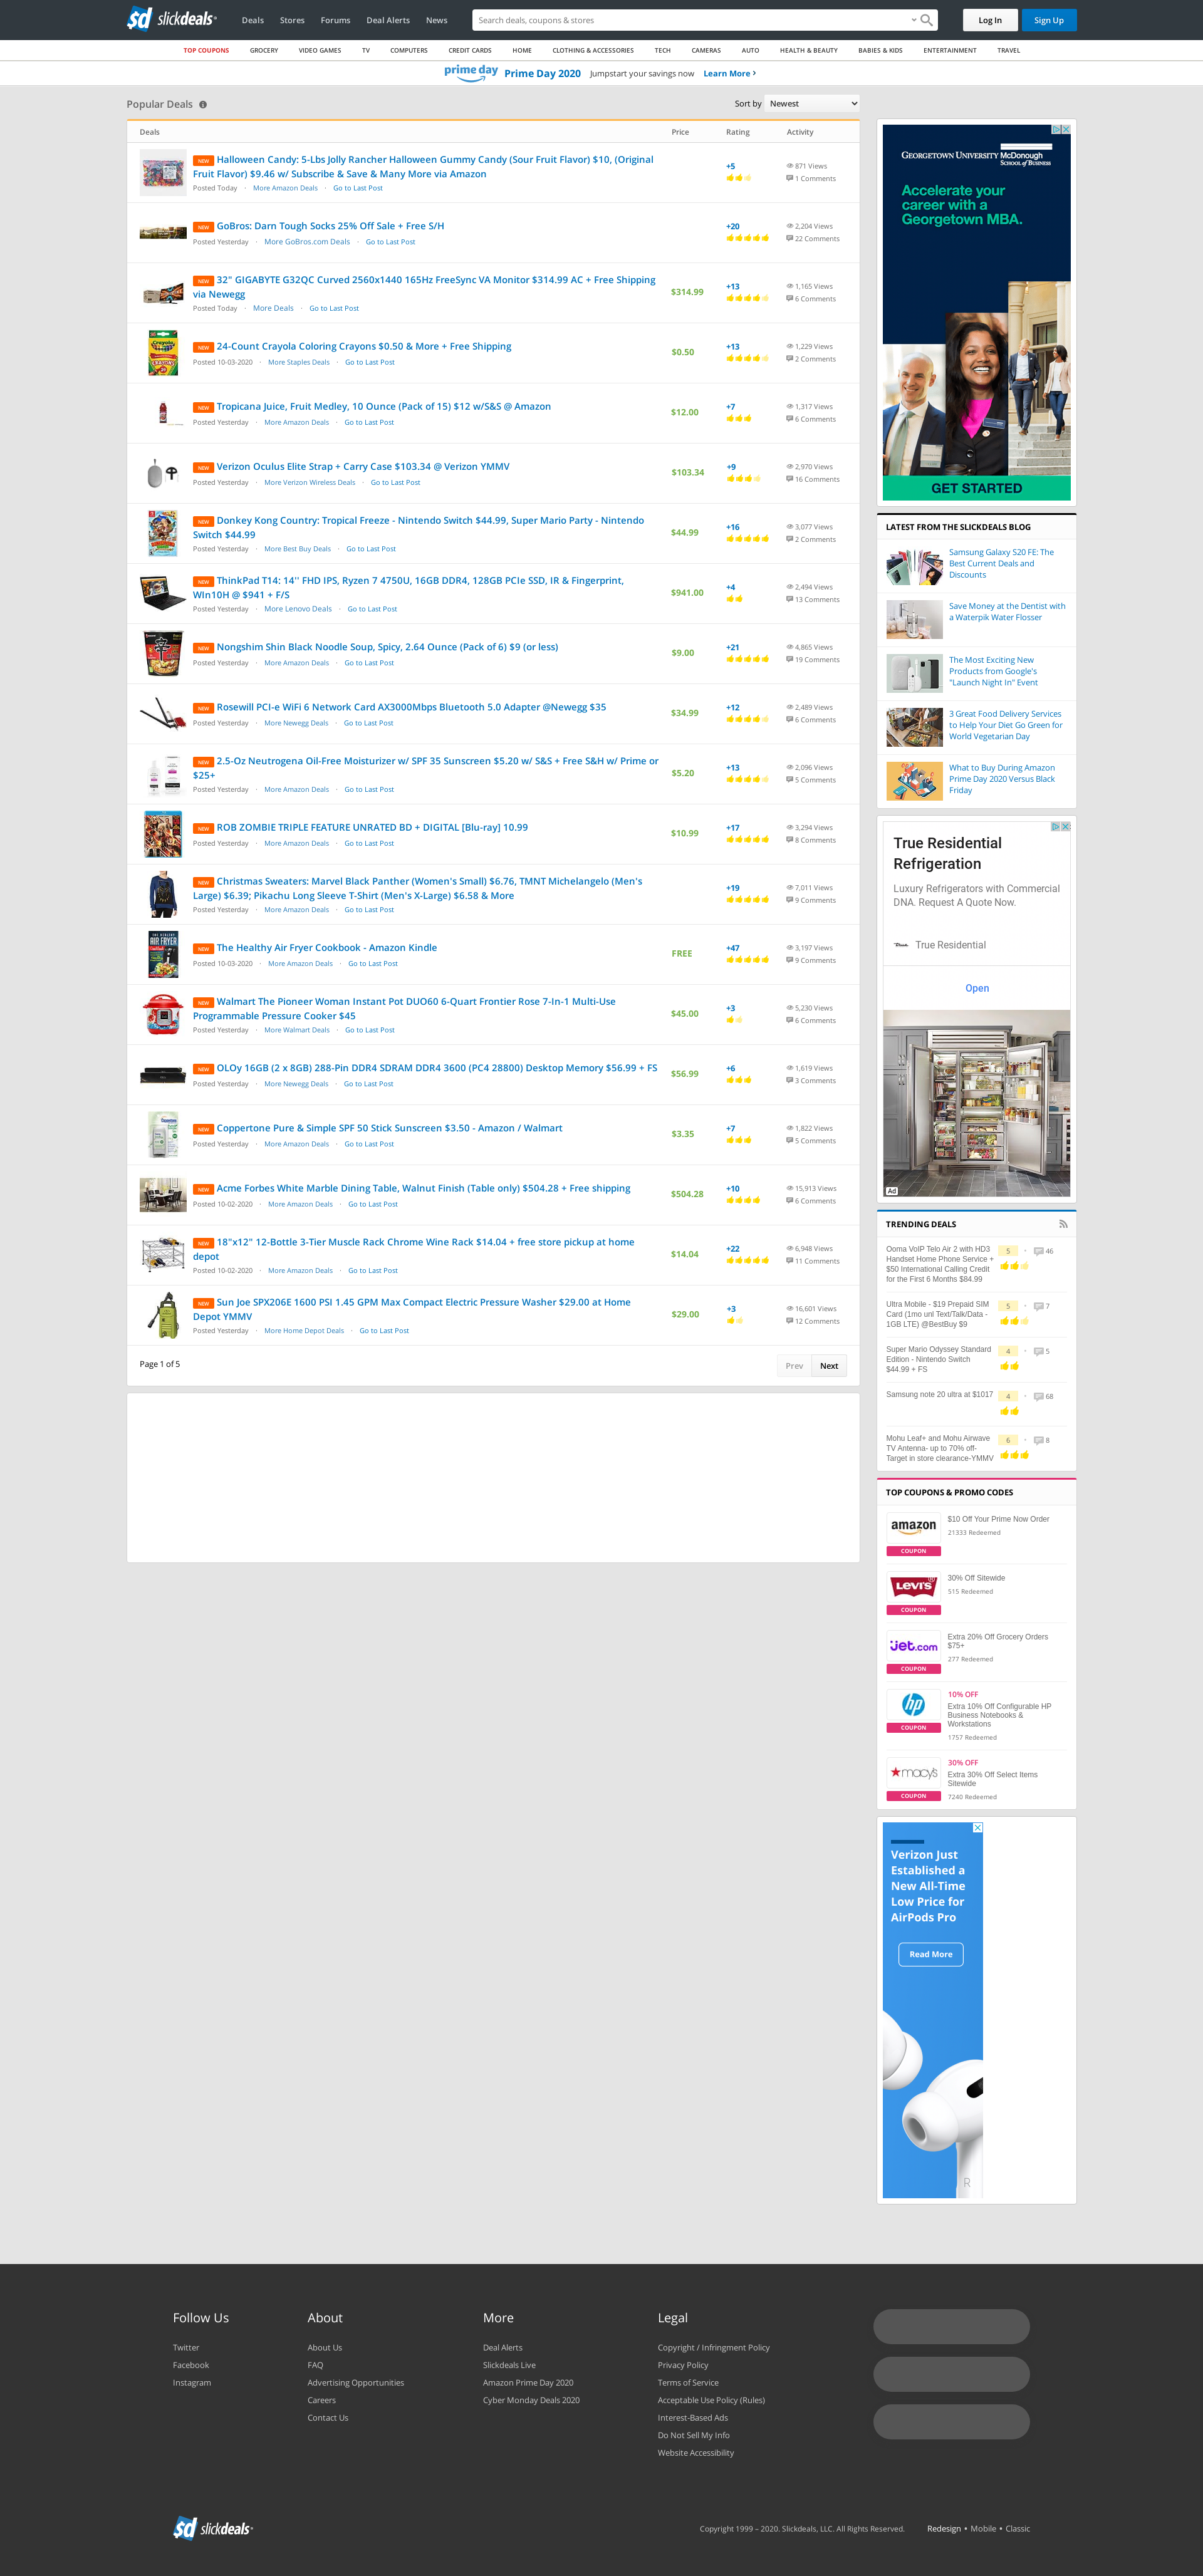 slickdeals
Deals
Stores
Forums
Deal Alerts
News
Search deals, coupons & stores
Log In
Sign Up
TOP COUPONS
GROCERY
VIDEO GAMES
TV
COMPUTERS
CREDIT CARDS
HOME
CLOTHING & ACCESSORIES
TECH
CAMERAS
AUTO
HEALTH & BEAUTY
BABIES & KIDS
ENTERTAINMENT
TRAVEL
prime day Prime Day 2020 Jumpstart your savings now Learn More ›
Popular Deals
Sort by Newest
Deals Price Rating Activity
NEW Halloween Candy: 5-Lbs Jolly Rancher Halloween Gummy Candy (Sour Fruit Flavor) $10, (Original
Fruit Flavor) $9.46 w/ Subscribe & Save & Many More via Amazon
Posted Today · More Amazon Deals · Go to Last Post
+5
871 Views
1 Comments
NEW GoBros: Darn Tough Socks 25% Off Sale + Free S/H
Posted Yesterday · More GoBros.com Deals · Go to Last Post
+20
2,204 Views
22 Comments
NEW 32" GIGABYTE G32QC Curved 2560x1440 165Hz FreeSync VA Monitor $314.99 AC + Free Shipping
via Newegg
Posted Today · More Deals · Go to Last Post
$314.99
+13
1,165 Views
6 Comments
NEW 24-Count Crayola Coloring Crayons $0.50 & More + Free Shipping
Posted 10-03-2020 · More Staples Deals · Go to Last Post
$0.50
+13
1,229 Views
2 Comments
NEW Tropicana Juice, Fruit Medley, 10 Ounce (Pack of 15) $12 w/S&S @ Amazon
Posted Yesterday · More Amazon Deals · Go to Last Post
$12.00
+7
1,317 Views
6 Comments
NEW Verizon Oculus Elite Strap + Carry Case $103.34 @ Verizon YMMV
Posted Yesterday · More Verizon Wireless Deals · Go to Last Post
$103.34
+9
2,970 Views
16 Comments
NEW Donkey Kong Country: Tropical Freeze - Nintendo Switch $44.99, Super Mario Party - Nintendo
Switch $44.99
Posted Yesterday · More Best Buy Deals · Go to Last Post
$44.99
+16
3,077 Views
2 Comments
NEW ThinkPad T14: 14'' FHD IPS, Ryzen 7 4750U, 16GB DDR4, 128GB PCIe SSD, IR & Fingerprint,
WIn10H @ $941 + F/S
Posted Yesterday · More Lenovo Deals · Go to Last Post
$941.00
+4
2,494 Views
13 Comments
NEW Nongshim Shin Black Noodle Soup, Spicy, 2.64 Ounce (Pack of 6) $9 (or less)
Posted Yesterday · More Amazon Deals · Go to Last Post
$9.00
+21
4,865 Views
19 Comments
NEW Rosewill PCI-e WiFi 6 Network Card AX3000Mbps Bluetooth 5.0 Adapter @Newegg $35
Posted Yesterday · More Newegg Deals · Go to Last Post
$34.99
+12
2,489 Views
6 Comments
NEW 2.5-Oz Neutrogena Oil-Free Moisturizer w/ SPF 35 Sunscreen $5.20 w/ S&S + Free S&H w/ Prime or
$25+
Posted Yesterday · More Amazon Deals · Go to Last Post
$5.20
+13
2,096 Views
5 Comments
NEW ROB ZOMBIE TRIPLE FEATURE UNRATED BD + DIGITAL [Blu-ray] 10.99
Posted Yesterday · More Amazon Deals · Go to Last Post
$10.99
+17
3,294 Views
8 Comments
NEW Christmas Sweaters: Marvel Black Panther (Women's Small) $6.76, TMNT Michelangelo (Men's
Large) $6.39; Pikachu Long Sleeve T-Shirt (Men's X-Large) $6.58 & More
Posted Yesterday · More Amazon Deals · Go to Last Post
+19
7,011 Views
9 Comments
AIR FRYER
NEW The Healthy Air Fryer Cookbook - Amazon Kindle
Posted 10-03-2020 · More Amazon Deals · Go to Last Post
FREE
+47
3,197 Views
9 Comments
NEW Walmart The Pioneer Woman Instant Pot DUO60 6-Quart Frontier Rose 7-In-1 Multi-Use
Programmable Pressure Cooker $45
Posted Yesterday · More Walmart Deals · Go to Last Post
$45.00
+3
5,230 Views
6 Comments
NEW OLOy 16GB (2 x 8GB) 288-Pin DDR4 SDRAM DDR4 3600 (PC4 28800) Desktop Memory $56.99 + FS
Posted Yesterday · More Newegg Deals · Go to Last Post
$56.99
+6
1,619 Views
3 Comments
NEW Coppertone Pure & Simple SPF 50 Stick Sunscreen $3.50 - Amazon / Walmart
Posted Yesterday · More Amazon Deals · Go to Last Post
$3.35
+7
1,822 Views
5 Comments
NEW Acme Forbes White Marble Dining Table, Walnut Finish (Table only) $504.28 + Free shipping
Posted 10-02-2020 · More Amazon Deals · Go to Last Post
$504.28
+10
15,913 Views
6 Comments
NEW 18"x12" 12-Bottle 3-Tier Muscle Rack Chrome Wine Rack $14.04 + free store pickup at home
depot
Posted 10-02-2020 · More Amazon Deals · Go to Last Post
$14.04
+22
6,948 Views
11 Comments
NEW Sun Joe SPX206E 1600 PSI 1.45 GPM Max Compact Electric Pressure Washer $29.00 at Home
Depot YMMV
Posted Yesterday · More Home Depot Deals · Go to Last Post
$29.00
+3
16,601 Views
12 Comments
Page 1 of 5
Prev
Next
GEORGETOWN UNIVERSITY McDonough
SCHOOL of BUSINESS
Accelerate your
career with a
Georgetown MBA.
GET STARTED
LATEST FROM THE SLICKDEALS BLOG
Samsung Galaxy S20 FE: The
Best Current Deals and
Discounts
Save Money at the Dentist with
a Waterpik Water Flosser
The Most Exciting New
Products from Google's
"Launch Night In" Event
3 Great Food Delivery Services
to Help Your Diet Go Green for
World Vegetarian Day
What to Buy During Amazon
Prime Day 2020 Versus Black
Friday
True Residential
Refrigeration
Luxury Refrigerators with Commercial
DNA. Request A Quote Now.
True Residential
Open
Ad
TRENDING DEALS
Ooma VoIP Telo Air 2 with HD3
Handset Home Phone Service +
$50 International Calling Credit
for the First 6 Months $84.99
5 · 46
Ultra Mobile - $19 Prepaid SIM
Card (1mo unl Text/Talk/Data -
1GB LTE) @BestBuy $9
5 · 7
Super Mario Odyssey Standard
Edition - Nintendo Switch
$44.99 + FS
4 · 5
Samsung note 20 ultra at $1017
4 · 68
Mohu Leaf+ and Mohu Airwave
TV Antenna- up to 70% off-
Target in store clearance-YMMV
6 · 8
TOP COUPONS & PROMO CODES
amazon
COUPON
$10 Off Your Prime Now Order
21333 Redeemed
LEVI'S
COUPON
30% Off Sitewide
515 Redeemed
jet.com
COUPON
Extra 20% Off Grocery Orders
$75+
277 Redeemed
hp
COUPON
10% OFF
Extra 10% Off Configurable HP
Business Notebooks &
Workstations
1757 Redeemed
macy's
COUPON
30% OFF
Extra 30% Off Select Items
Sitewide
7240 Redeemed
Verizon Just
Established a
New All-Time
Low Price for
AirPods Pro
Read More
R
Follow Us
Twitter
Facebook
Instagram
About
About Us
FAQ
Advertising Opportunities
Careers
Contact Us
More
Deal Alerts
Slickdeals Live
Amazon Prime Day 2020
Cyber Monday Deals 2020
Legal
Copyright / Infringment Policy
Privacy Policy
Terms of Service
Acceptable Use Policy (Rules)
Interest-Based Ads
Do Not Sell My Info
Website Accessibility
slickdeals
Copyright 1999 – 2020. Slickdeals, LLC. All Rights Reserved.
Redesign • Mobile • Classic